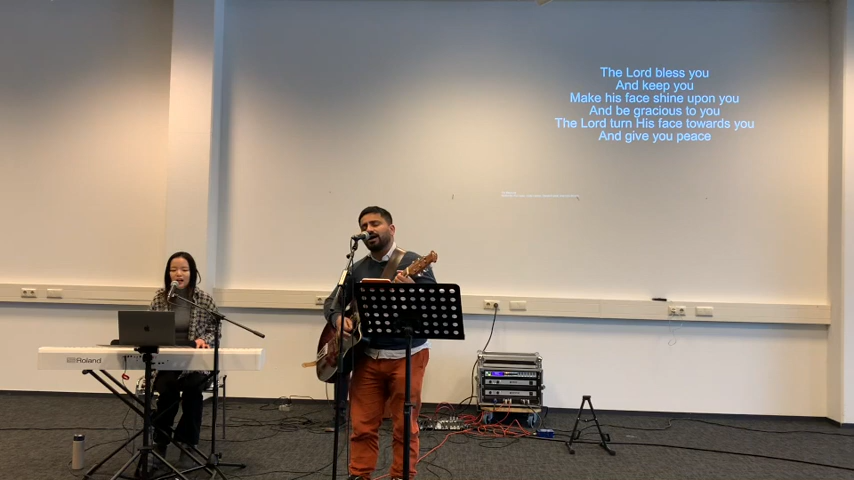 The Lord bless you
And keep you
Make his face shine upon you
And be gracious to you
The Lord turn His face towards you
And give you peace
Roland